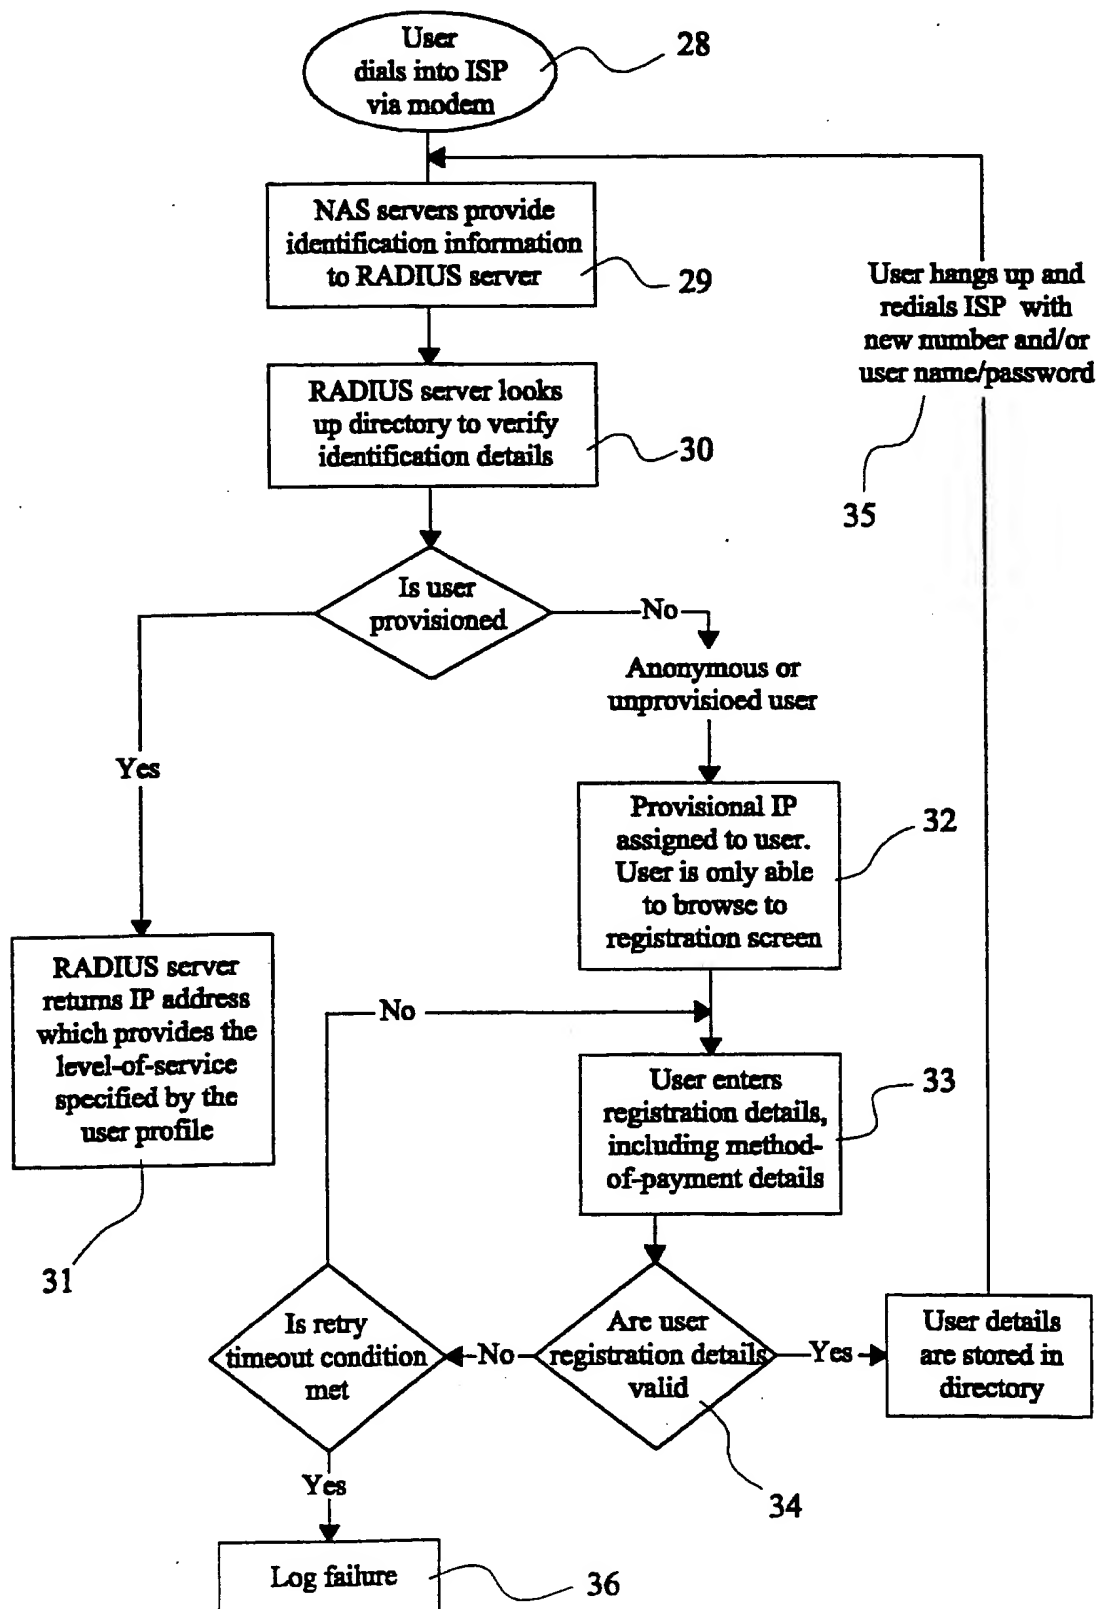 User
dials into ISP
via modem
28
NAS servers provide
identification information
to RADIUS server
29
User hangs up and
redials ISP with
new number and/or
user name/password
35
RADIUS server looks
up directory to verify
identification details
30
Is user
provisioned
No
Anonymous or
unprovisioed user
Yes
Provisional IP
assigned to user.
User is only able
to browse to
registration screen
32
RADIUS server
returns IP address
which provides the
level-of-service
specified by the
user profile
31
No
User enters
registration details,
including method-
of-payment details
33
Is retry
timeout condition
met
No
Are user
registration details
valid
34
Yes
User details
are stored in
directory
Yes
Log failure
36